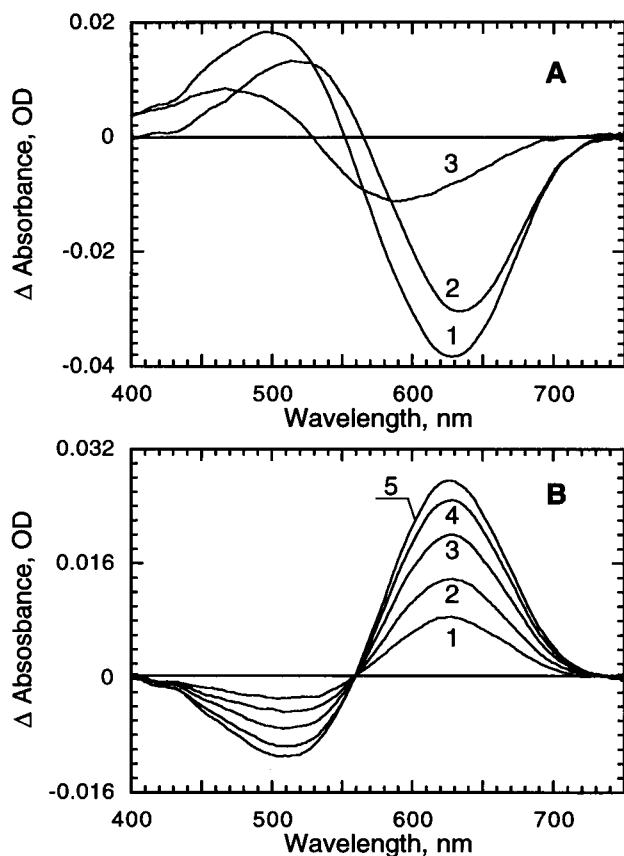 0.02
A
0
3
Δ Absorbance, OD
-0.02
2
1
-0.04
400 500 600 700
Wavelength, nm
0.032
5
B
4
0.016
3
Δ Absosbance, OD
2
1
0
-0.016
400 500 600 700
Wavelength, nm